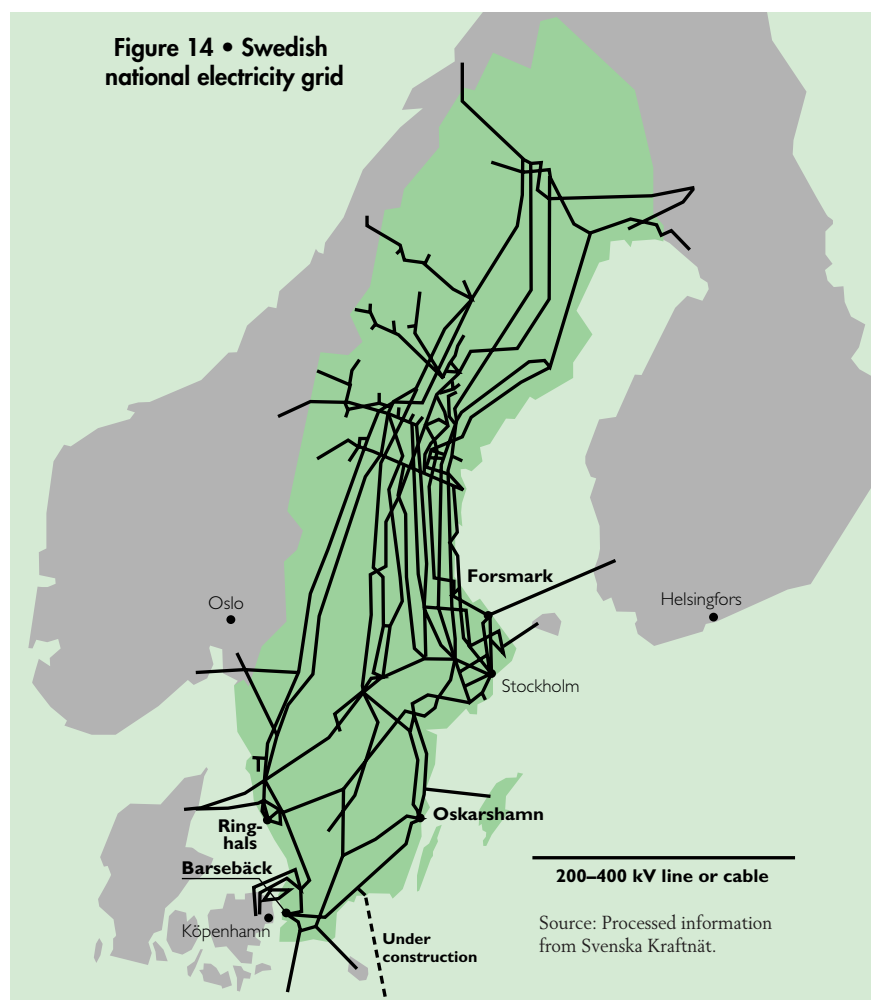 Figure 14 • Swedish
national electricity grid
Forsmark
Oslo
Helsingfors
Stockholm
Ring-
hals
Oskarshamn
Barsebäck
200–400 kV line or cable
Köpenhamn
Under
construction
Source: Processed information
from Svenska Kraftnät.